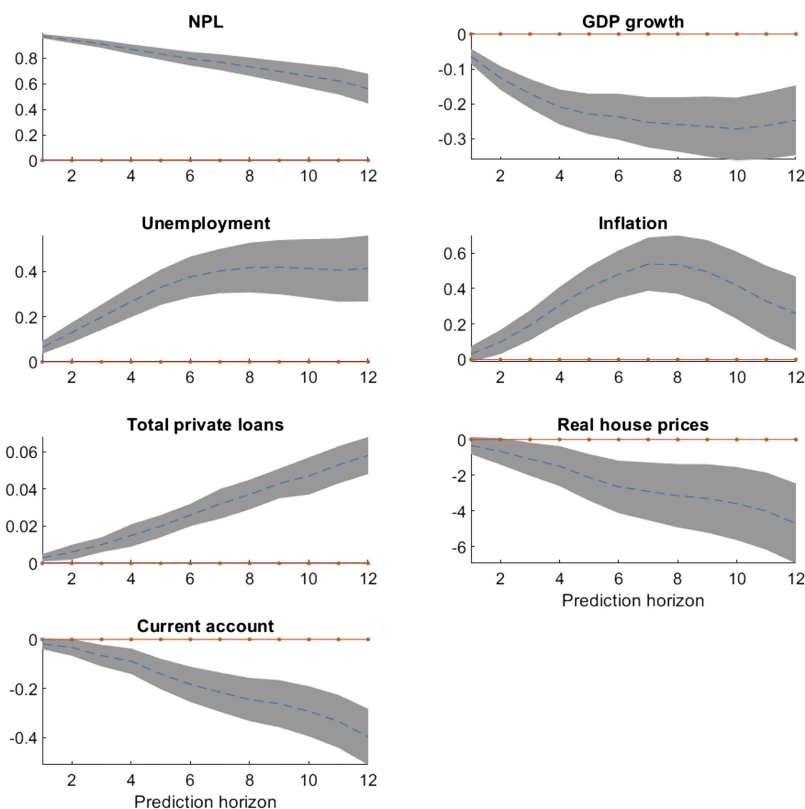 NPL
0.8
0.6
0.4
0.2
0
2 4 6 8 10 12
GDP growth
0
-0.1
-0.2
-0.3
2 4 6 8 10 12
Unemployment
0.4
0.2
0
2 4 6 8 10 12
Inflation
0.6
0.4
0.2
0
2 4 6 8 10 12
Total private loans
0.06
0.04
0.02
0
2 4 6 8 10 12
Real house prices
0
-2
-4
-6
2 4 6 8 10 12
Prediction horizon
Current account
0
-0.2
-0.4
2 4 6 8 10 12
Prediction horizon